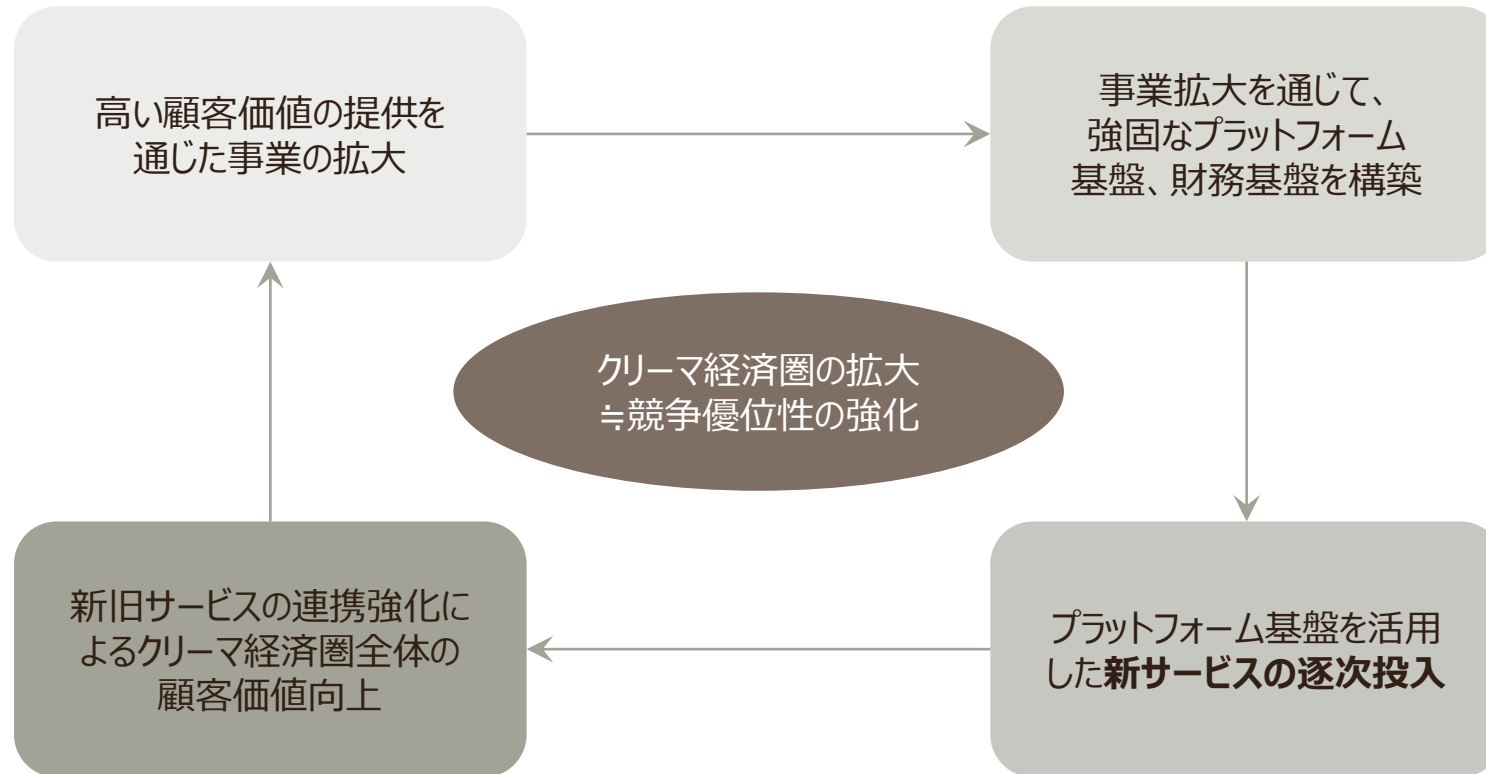 高い顧客価値の提供を
通じた事業の拡大
事業拡大を通じて、
強固なプラットフォーム
基盤、財務基盤を構築
クリーマ経済圏の拡大
≒競争優位性の強化
新旧サービスの連携強化に
よるクリーマ経済圏全体の
顧客価値向上
プラットフォーム基盤を活用
した新サービスの逐次投入